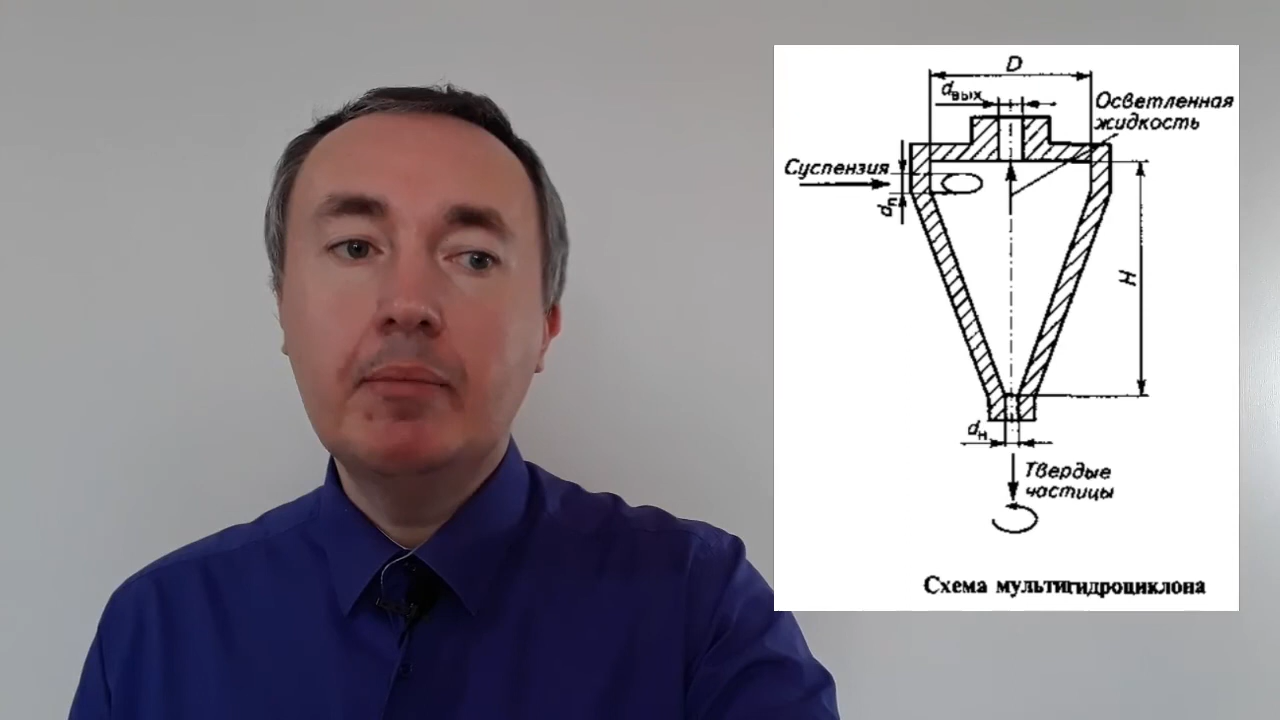 D
dвых
Осветленная
жидкость
Суспензия
dп
H
dн
Твердые
частицы
Схема мультигидроциклона